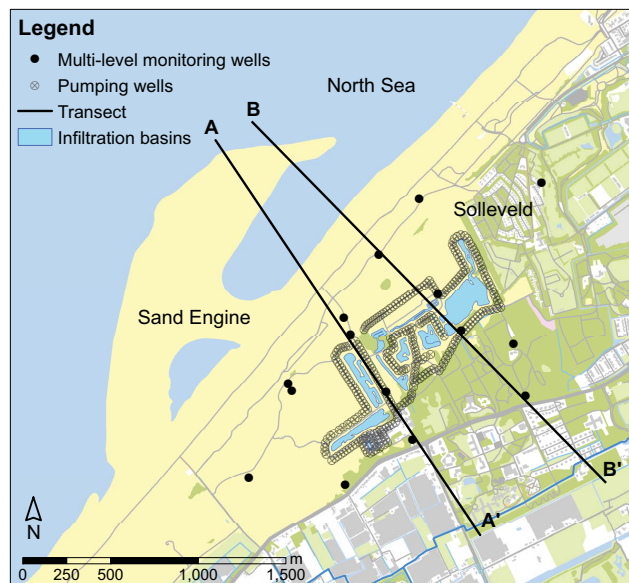 Legend
Multi-level monitoring wells
Pumping wells
Transect
Infiltration basins
North Sea
A
B
Solleveld
Sand Engine
B'
A'
N
0 250 500 1,000 1,500
m